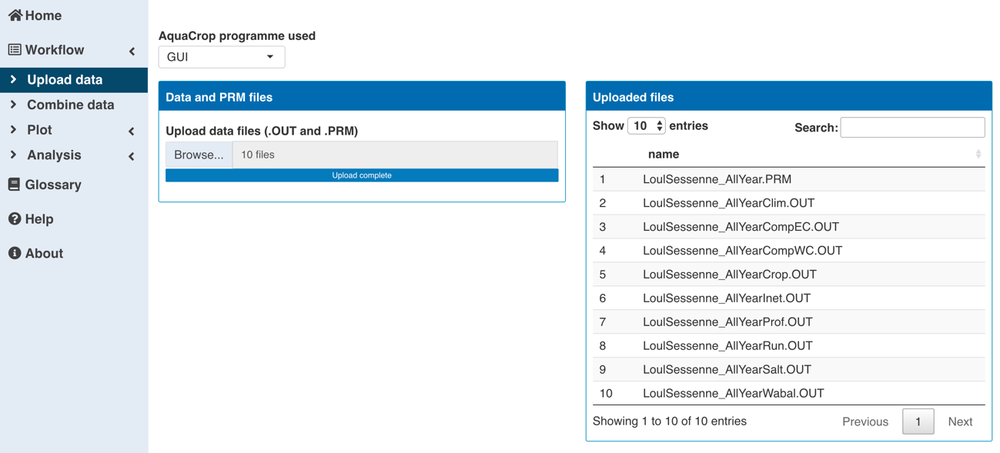 Home
Workflow
Upload data
Combine data
Plot
Analysis
Glossary
Help
About
AquaCrop programme used
GUI
Data and PRM files
Upload data files (.OUT and .PRM)
Browse... 10 files
Upload complete
Uploaded files
Show 10 entries Search:
name
1 LoulSessenne_AllYear.PRM
2 LoulSessenne_AllYearClim.OUT
3 LoulSessenne_AllYearCompEC.OUT
4 LoulSessenne_AllYearCompWC.OUT
5 LoulSessenne_AllYearCrop.OUT
6 LoulSessenne_AllYearInet.OUT
7 LoulSessenne_AllYearProf.OUT
8 LoulSessenne_AllYearRun.OUT
9 LoulSessenne_AllYearSalt.OUT
10 LoulSessenne_AllYearWabal.OUT
Showing 1 to 10 of 10 entries Previous 1 Next